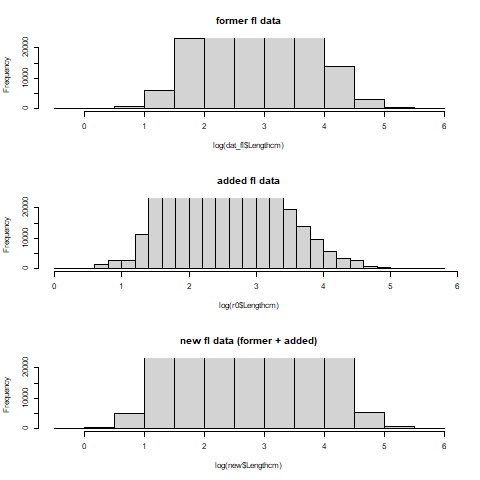 former fl data
Frequency
0 10000 20000
0 1 2 3 4 5 6
log(dat_fl$Lengthcm)
added fl data
Frequency
0 10000 20000
0 1 2 3 4 5 6
log(r0$Lengthcm)
new fl data (former + added)
Frequency
0 10000 20000
0 1 2 3 4 5 6
log(new$Lengthcm)